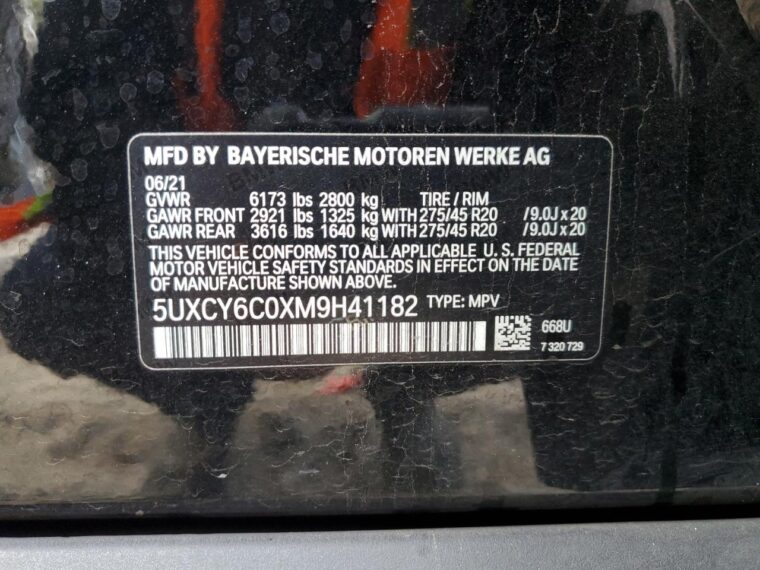 MFD BY BAYERISCHE MOTOREN WERKE AG
06/21
GVWR 6173 lbs 2800 kg TIRE / RIM
GAWR FRONT 2921 lbs 1325 kg WITH 275/45 R20 / 9.0J x 20
GAWR REAR 3616 lbs 1640 kg WITH 275/45 R20 / 9.0J x 20
THIS VEHICLE CONFORMS TO ALL APPLICABLE U. S. FEDERAL
MOTOR VEHICLE SAFETY STANDARDS IN EFFECT ON THE DATE
OF MANUFACTURE SHOWN ABOVE.
5UXCY6C0XM9H41182 TYPE: MPV
668U
7 320 729